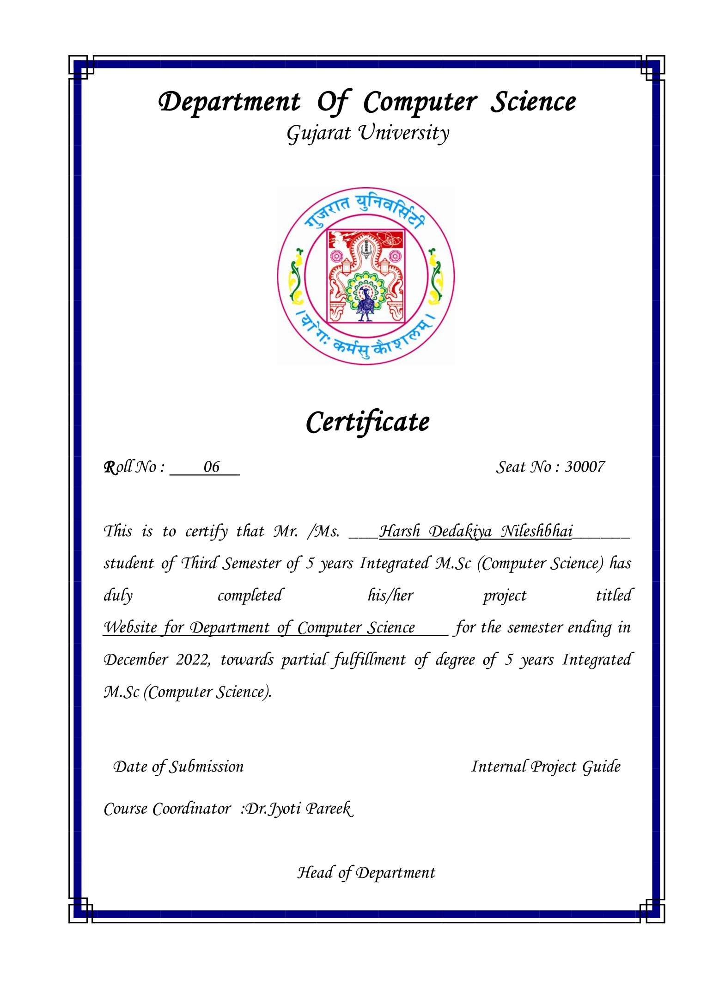 Department Of Computer Science
Gujarat University
गुजरात युनिवर्सिटी
। योगः कर्मसु कौशलम् ।
Certificate
Roll No : 06 Seat No : 30007
This is to certify that Mr. /Ms. ___Harsh Dedakiya Nileshbhai______
student of Third Semester of 5 years Integrated M.Sc (Computer Science) has
duly completed his/her project titled
Website for Department of Computer Science for the semester ending in
December 2022, towards partial fulfillment of degree of 5 years Integrated
M.Sc (Computer Science).
Date of Submission Internal Project Guide
Course Coordinator :Dr.Jyoti Pareek
Head of Department